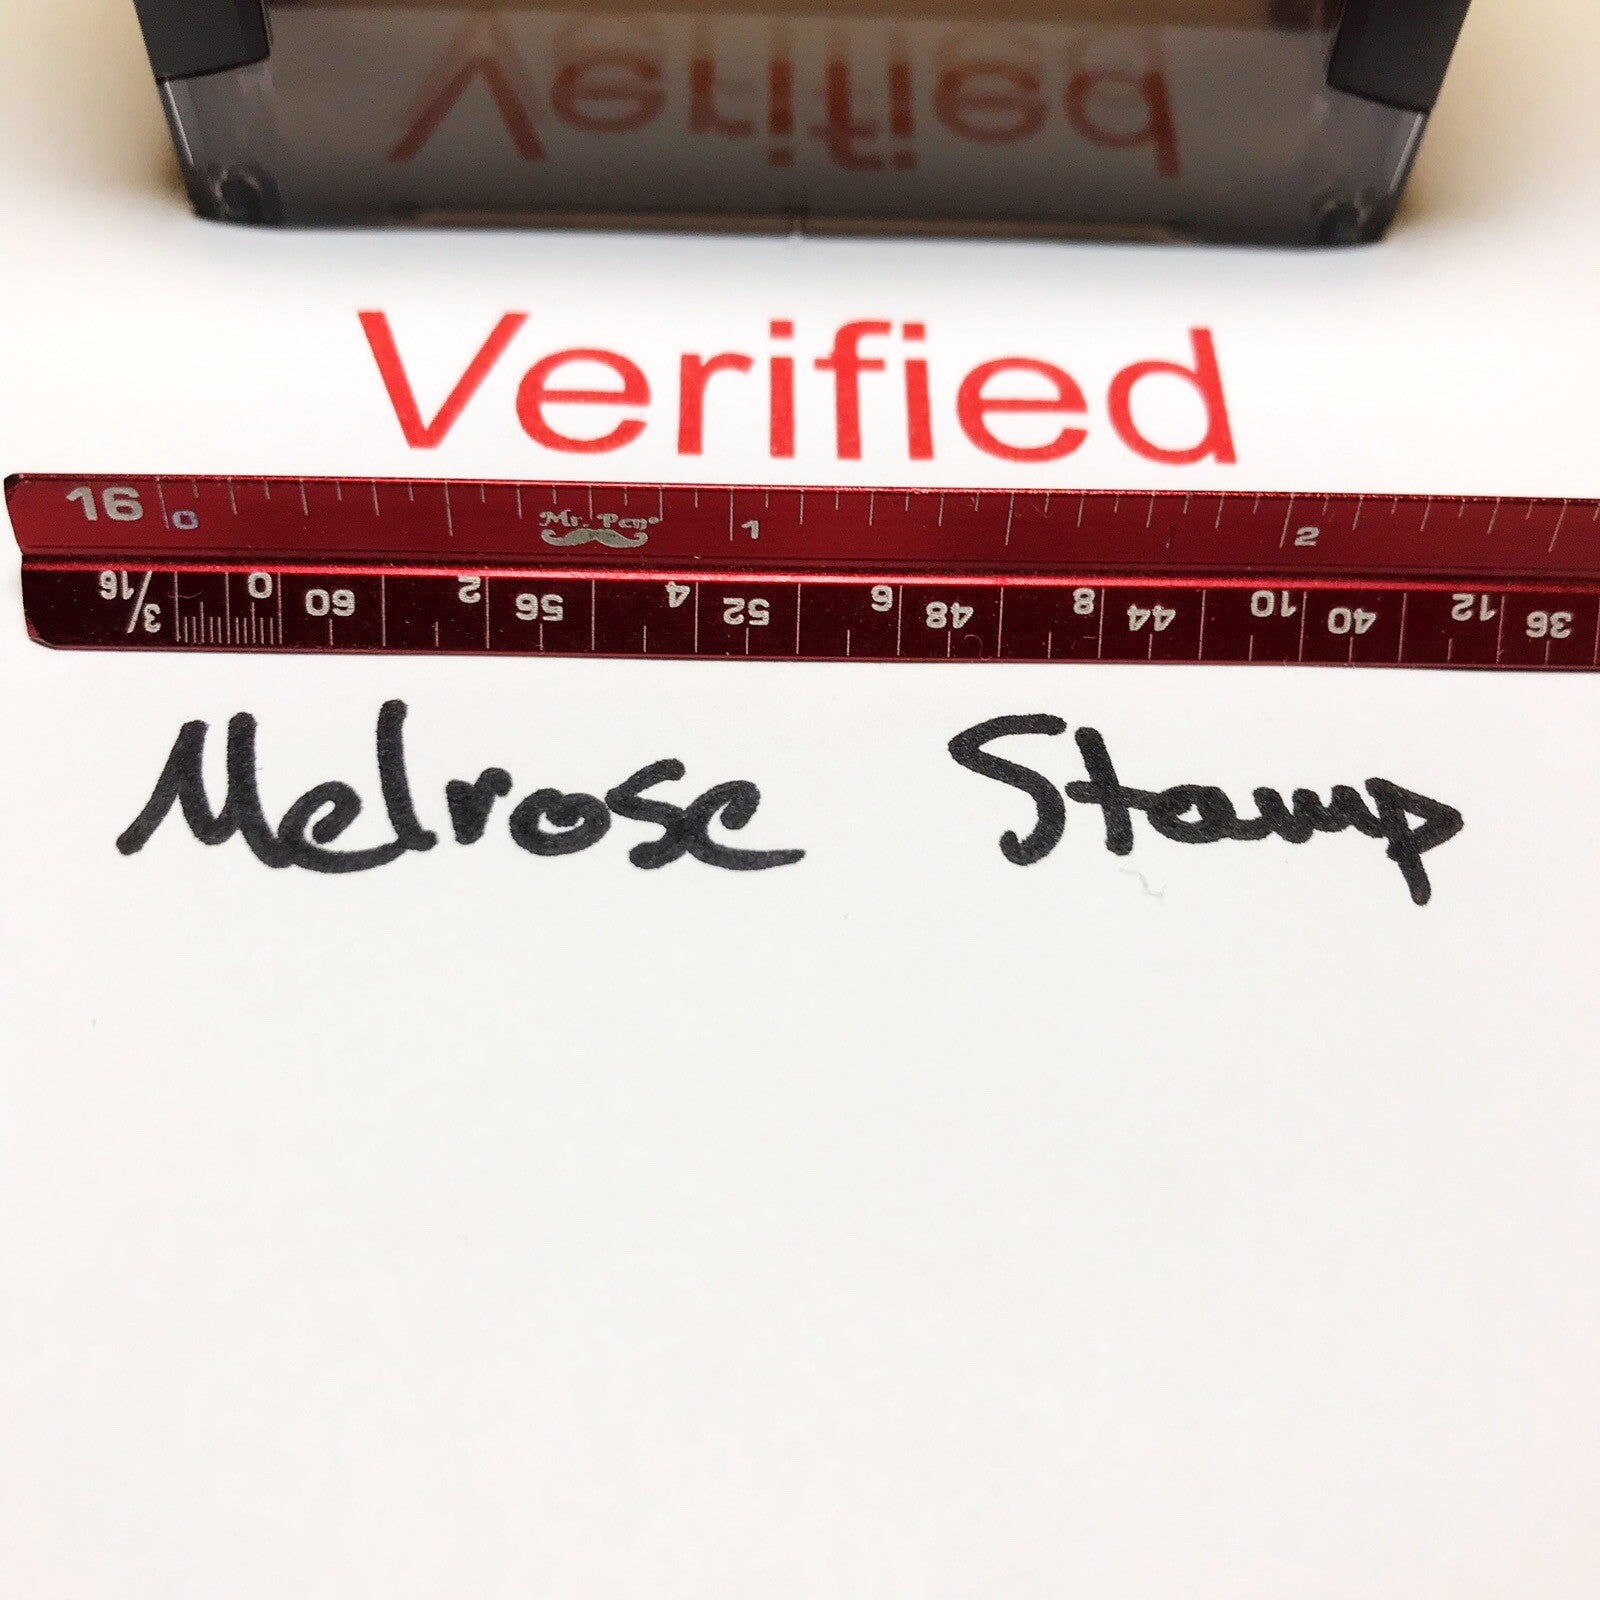 Verified
Verified
16 0 Mr. Pen® 1 2
3/16 0 60 2 56 4 52 6 48 8 44 10 40 12 36
Melrose Stamp